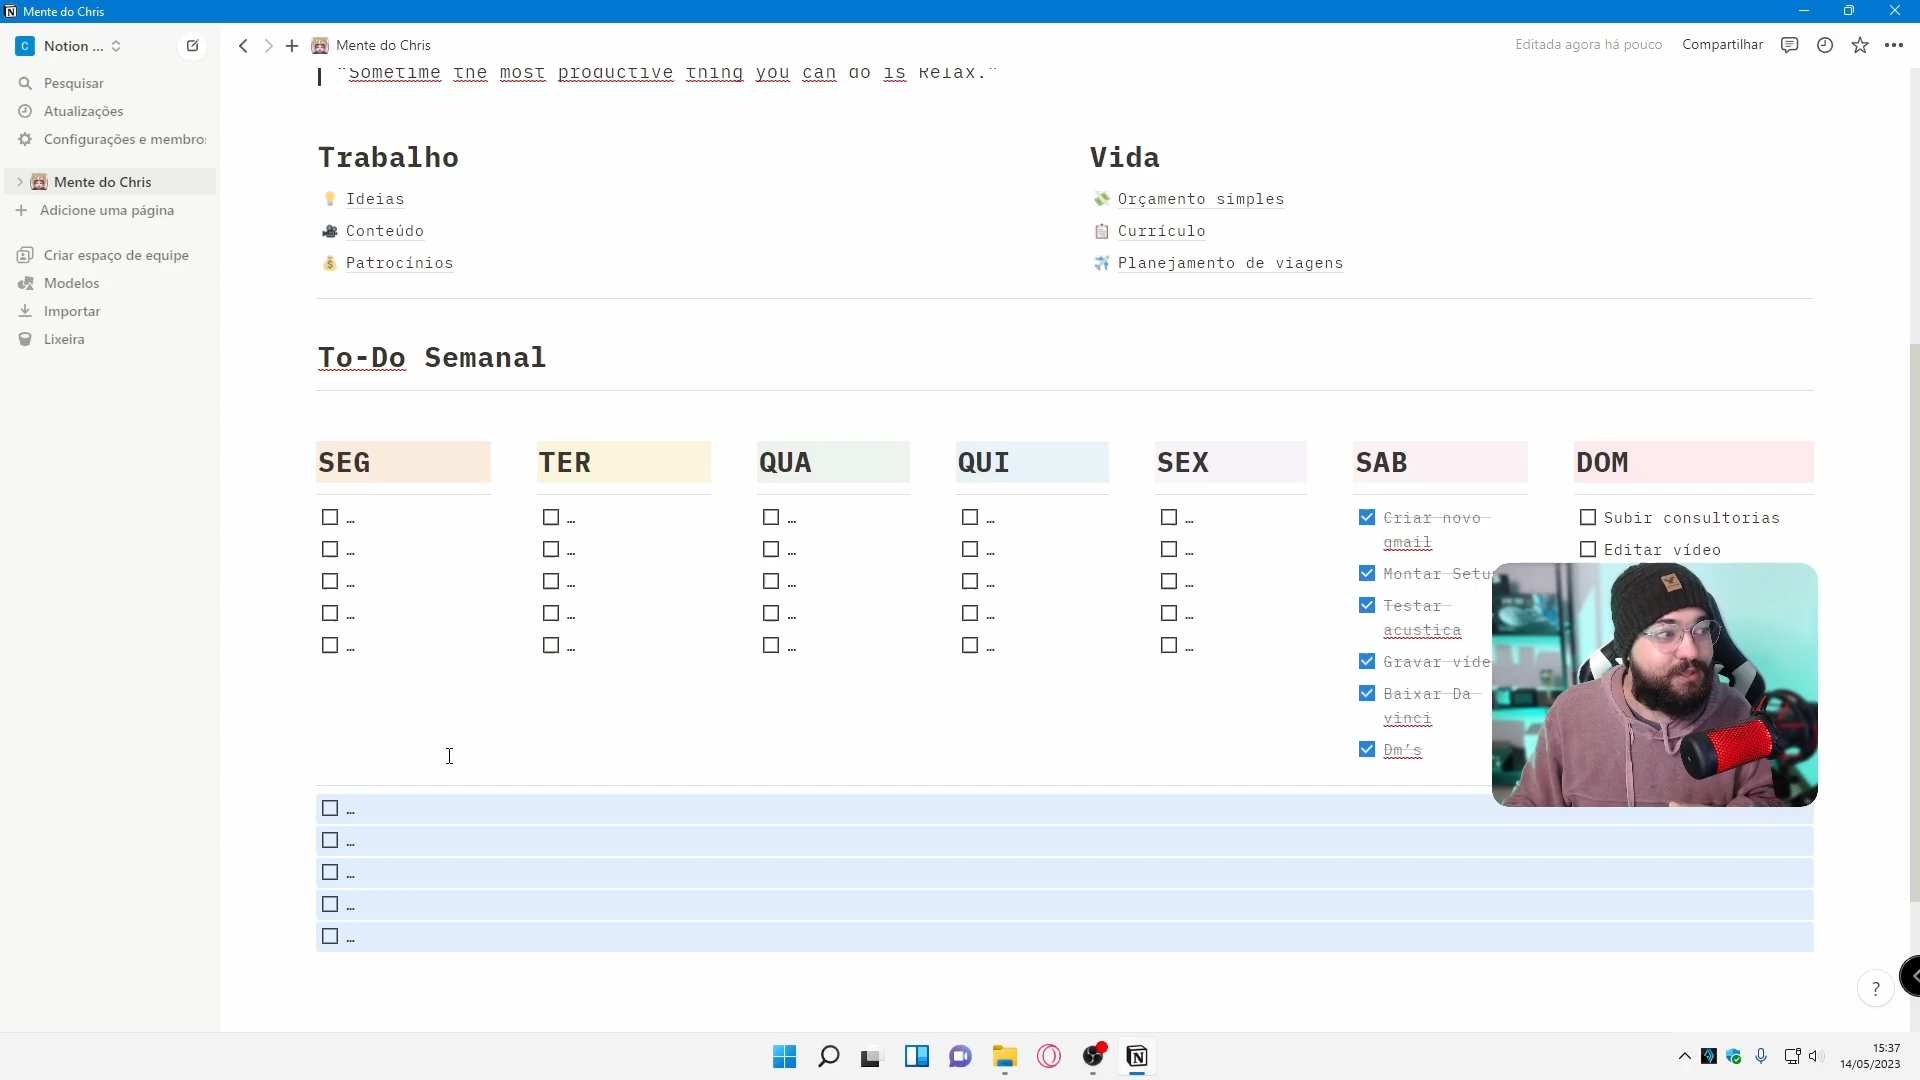 Mente do Chris
C Notion ...
Mente do Chris
Editada agora há pouco
Compartilhar
Pesquisar
Atualizações
Configurações e membros
Mente do Chris
Adicione uma página
Criar espaço de equipe
Modelos
Importar
Lixeira
"Sometime the most productive thing you can do is Relax."
Trabalho
Ideias
Conteúdo
Patrocínios
Vida
Orçamento simples
Currículo
Planejamento de viagens
To-Do Semanal
SEG
…
…
…
…
…
TER
…
…
…
…
…
QUA
…
…
…
…
…
QUI
…
…
…
…
…
SEX
…
…
…
…
…
SAB
Criar novo
gmail
Montar Setu
Testar
acustica
Gravar víde
Baixar Da
vinci
Dm's
DOM
Subir consultorias
Editar vídeo
…
…
…
…
…
?
15:37
14/05/2023